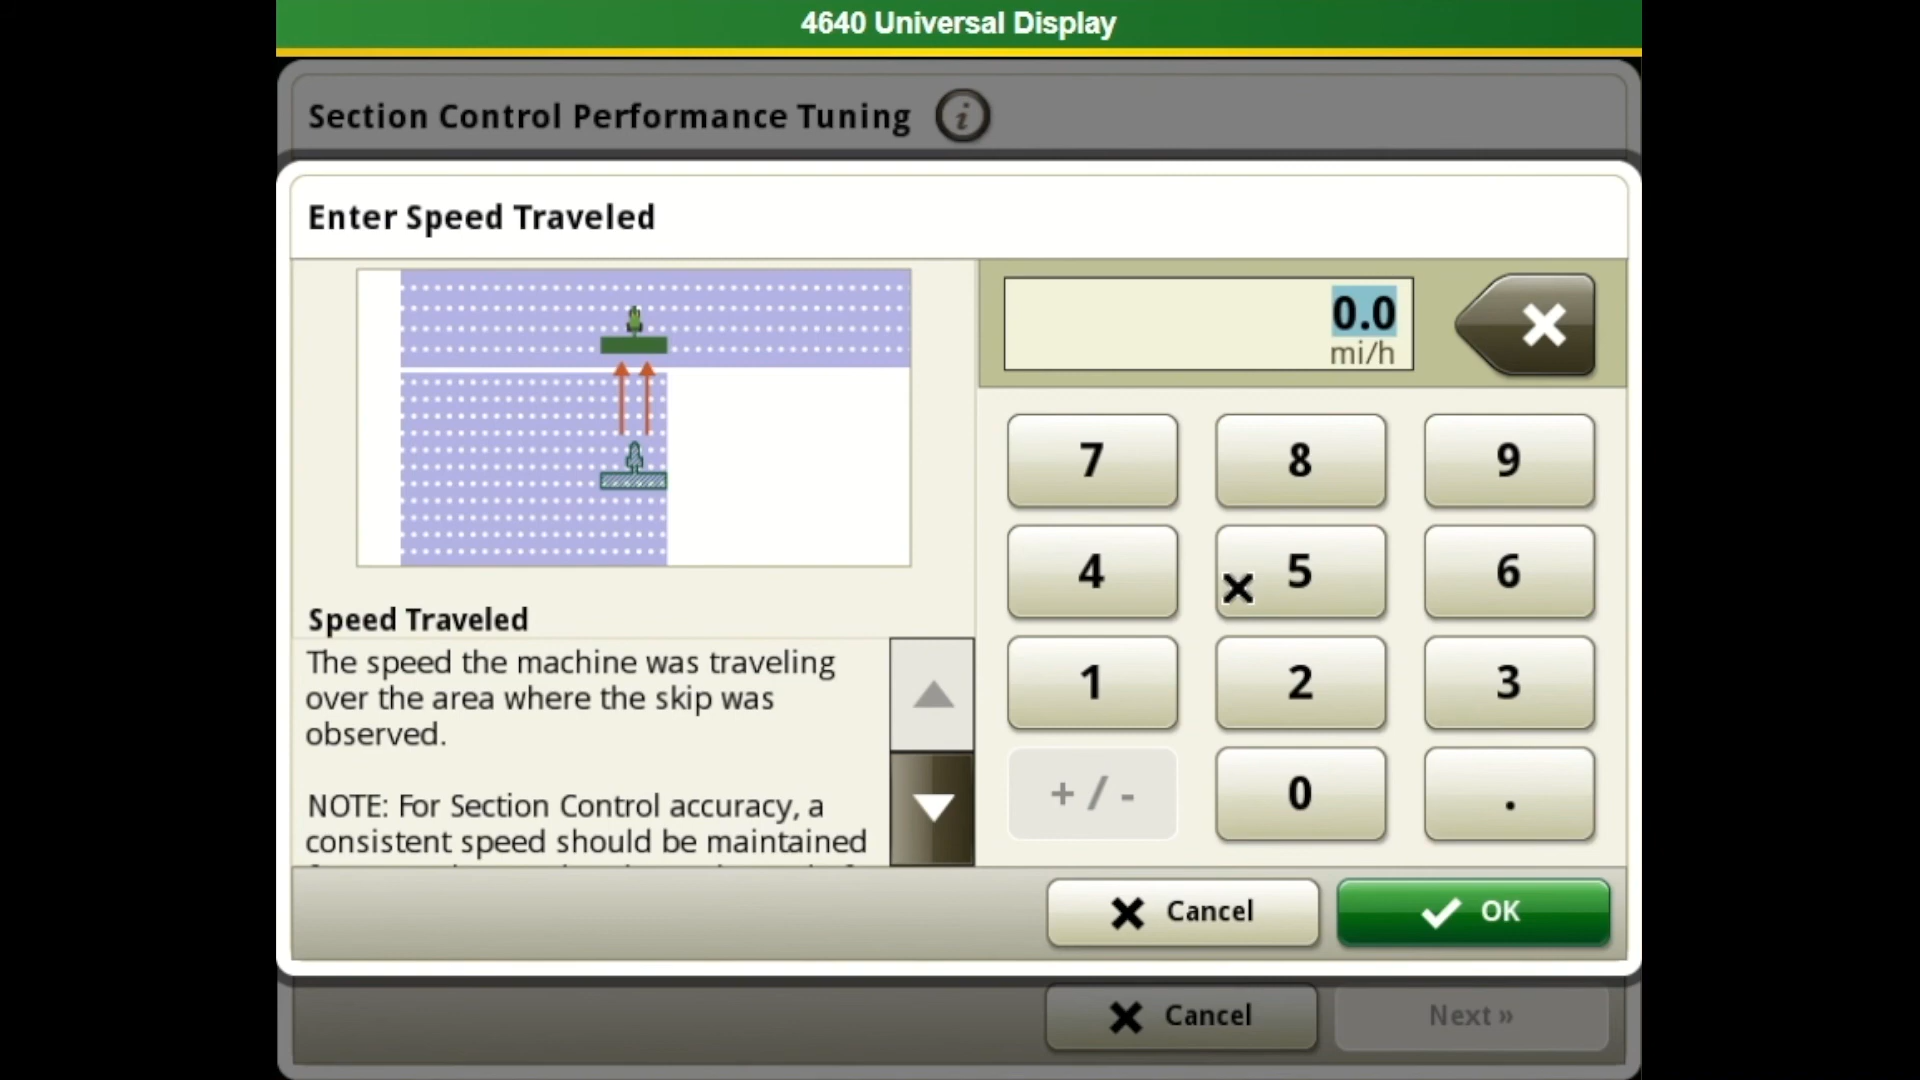 4640 Universal Display
Section Control Performance Tuning i
Enter Speed Traveled
0.0
mi/h
7 8 9
4 5 6
1 2 3
+ / - 0 .
Speed Traveled
The speed the machine was traveling
over the area where the skip was
observed.
NOTE: For Section Control accuracy, a
consistent speed should be maintained
Cancel OK
Cancel Next »